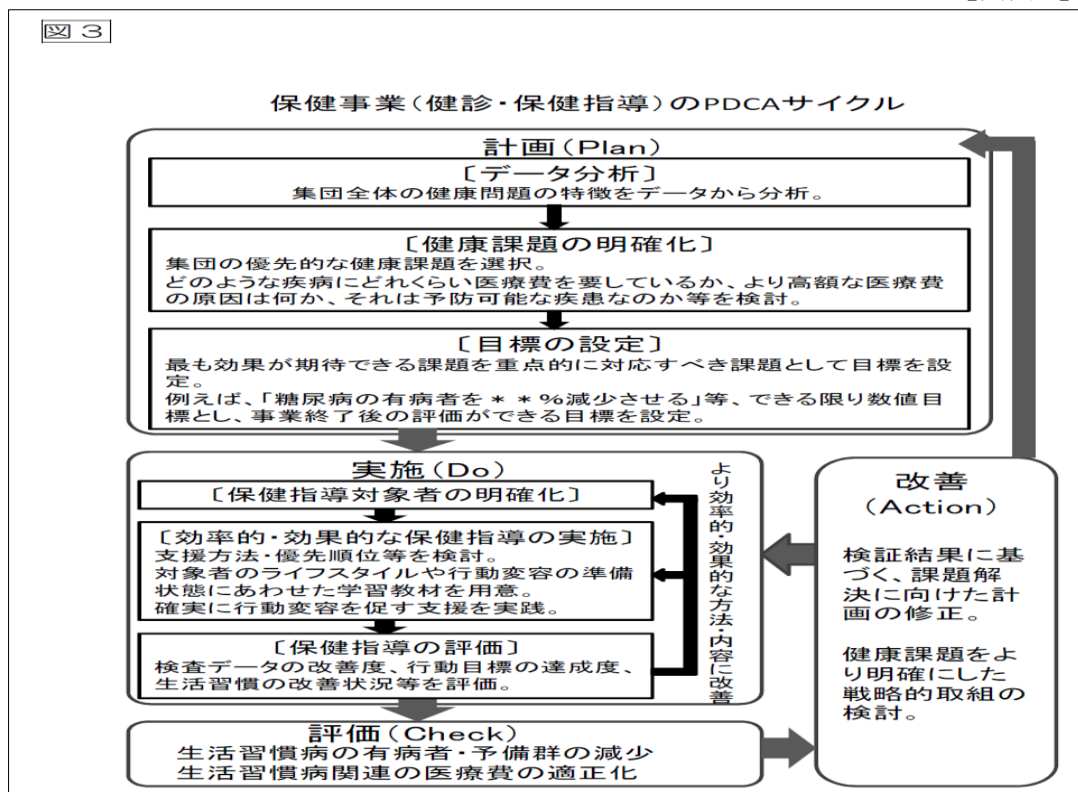 図３
保健事業(健診・保健指導)のPDCAサイクル
計画(Plan)
〔データ分析〕
集団全体の健康問題の特徴をデータから分析。
〔健康課題の明確化〕
集団の優先的な健康課題を選択。
どのような疾病にどれくらい医療費を要しているか、より高額な医療費
の原因は何か、それは予防可能な疾患なのか等を検討。
〔目標の設定〕
最も効果が期待できる課題を重点的に対応すべき課題として目標を設
定。
例えば、「糖尿病の有病者を＊＊％減少させる」等、できる限り数値目
標とし、事業終了後の評価ができる目標を設定。
実施(Do)
〔保健指導対象者の明確化〕
〔効率的・効果的な保健指導の実施〕
支援方法・優先順位等を検討。
対象者のライフスタイルや行動変容の準備
状態にあわせた学習教材を用意。
確実に行動変容を促す支援を実践。
〔保健指導の評価〕
検査データの改善度、行動目標の達成度、
生活習慣の改善状況等を評価。
より効率的・効果的な方法・内容に改善
評価(Check)
生活習慣病の有病者・予備群の減少
生活習慣病関連の医療費の適正化
改善
(Action)
検証結果に基
づく、課題解
決に向けた計
画の修正。
健康課題をよ
り明確にした
戦略的取組の
検討。